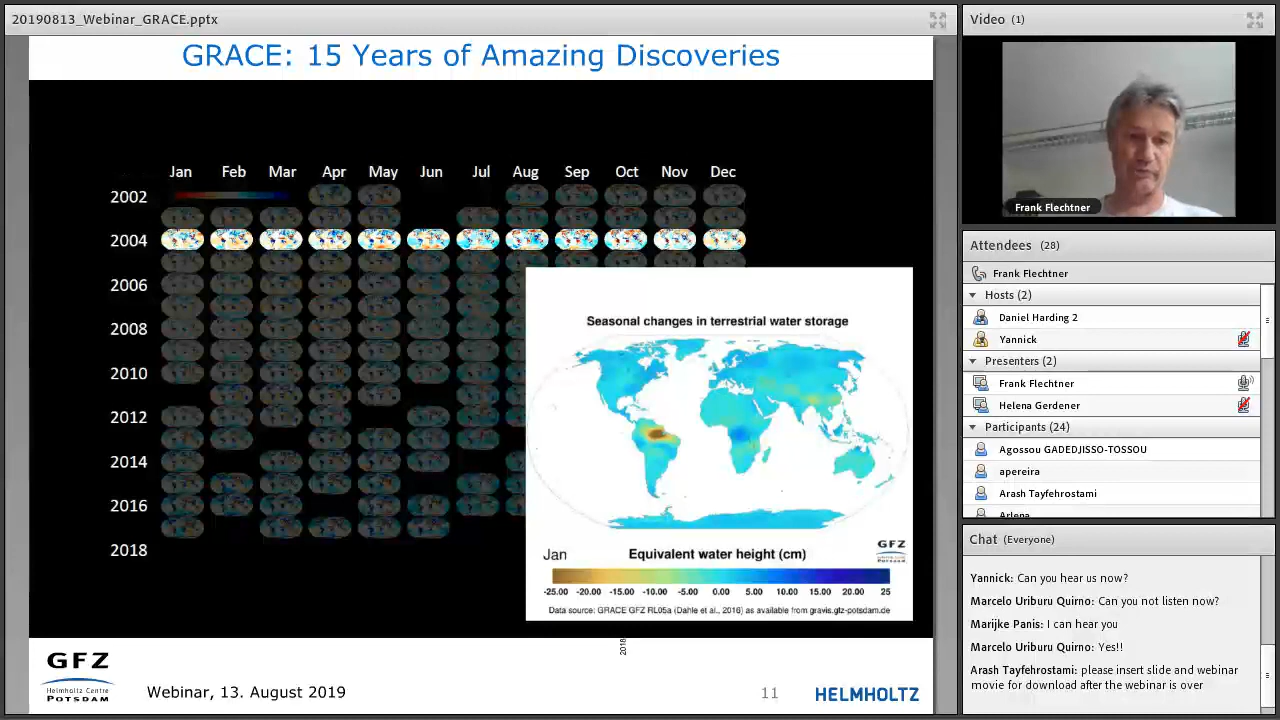 20190813_Webinar_GRACE.pptx
GRACE: 15 Years of Amazing Discoveries
Jan Feb Mar Apr May Jun Jul Aug Sep Oct Nov Dec
2002
2004
2006
2008
2010
2012
2014
2016
2018
Seasonal changes in terrestrial water storage
Jan
Equivalent water height (cm)
GFZ
POTSDAM
-25.00 -20.00 -15.00 -10.00 -5.00 0.00 5.00 10.00 15.00 20.00 25
Data source: GRACE GFZ RL05a (Dahle et al., 2016) as available from gravis.gfz-potsdam.de
2018
GFZ
Helmholtz Centre
POTSDAM
Webinar, 13. August 2019
11
HELMHOLTZ
Video (1)
Frank Flechtner
Attendees (28)
Frank Flechtner
Hosts (2)
Daniel Harding 2
Yannick
Presenters (2)
Frank Flechtner
Helena Gerdener
Participants (24)
Agossou GADEDJISSO-TOSSOU
apereira
Arash Tayfehrostami
Arlena
Chat (Everyone)
Yannick: Can you hear us now?
Marcelo Uriburu Quirno: Can you not listen now?
Marijke Panis: I can hear you
Marcelo Uriburu Quirno: Yes!!
Arash Tayfehrostami: please insert slide and webinar
movie for download after the webinar is over